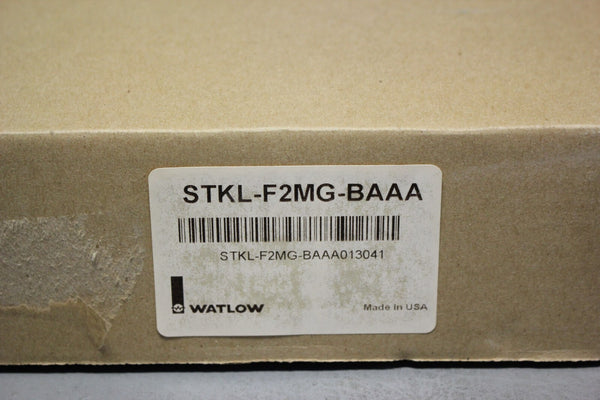 STKL-F2MG-BAAA
STKL-F2MG-BAAA013041
WATLOW
Made in USA